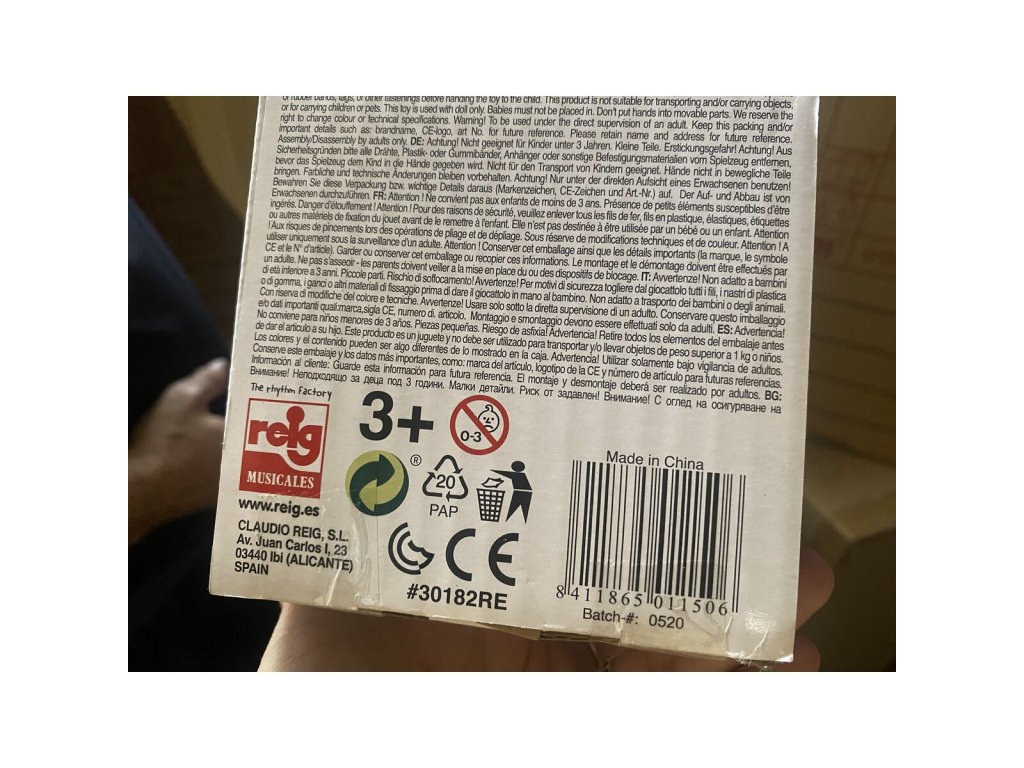 or rubber bands, tags, or other fastenings before handing the toy to the child. This product is not suitable for transporting and/or carrying objects,
or for carrying children or pets. This toy is used with doll only. Babies must not be placed in. Don't put hands into movable parts. We reserve the
right to change colour or technical specifications. Warning! To be used under the direct supervision of an adult. Keep this packing and/or
important details such as: brandname, CE-logo, art No. for future reference. Please retain name and address for future reference.
Assembly/Disassembly by adults only. DE: Achtung! Nicht geeignet für Kinder unter 3 Jahren. Kleine Teile. Erstickungsgefahr! Achtung! Aus
Sicherheitsgründen bitte alle Drähte, Plastik- oder Gummibänder, Anhänger oder sonstige Befestigungsmaterialien vom Spielzeug entfernen,
bevor das Spielzeug dem Kind in die Hände gegeben wird. Nicht für den Transport von Kindern geeignet. Hände nicht in bewegliche Teile
bringen. Farbliche und technische Änderungen bleiben vorbehalten. Achtung! Nur unter der direkten Aufsicht eines Erwachsenen benutzen!
Bewahren Sie diese Verpackung bzw. wichtige Details daraus (Markenzeichen, CE-Zeichen und Art.-Nr.) auf. Der Auf- und Abbau ist von
Erwachsenen durchzuführen. FR: Attention ! Ne convient pas aux enfants de moins de 3 ans. Présence de petits éléments susceptibles d'être
ingérés. Danger d'étouffement ! Attention ! Pour des raisons de sécurité, veuillez enlever tous les fils de fer, fils en plastique, élastiques, étiquettes
ou autres matériels de fixation du jouet avant de le remettre à l'enfant. Elle n'est pas destinée à être utilisée par un bébé ou un enfant. Attention
! Aux risques de pincements lors des opérations de pliage et de dépliage. Sous réserve de modifications techniques et de couleur. Attention ! A
utiliser uniquement sous la surveillance d'un adulte. Attention ! Conserver cet emballage ainsi que les détails importants (la marque, le symbole
CE et le N° d'article). Garder ou conserver cet emballage ou recopier ces informations. Le montage et le démontage doivent être effectués par
un adulte. Ne pas s'asseoir - les parents doivent veiller à la mise en place du ou des dispositifs de blocage. IT: Avvertenze! Non adatto a bambini
di età inferiore a 3 anni. Piccole parti. Rischio di soffocamento! Avvertenze! Per motivi di sicurezza togliere dal giocattolo tutti i fili, i nastri di plastica
o di gomma, i ganci o altri materiali di fissaggio prima di dare il giocattolo in mano al bambino. Non adatto a trasporto dei bambini o degli animali.
Con riserva di modifiche del colore e tecniche. Avvertenze! Usare solo sotto la diretta supervisione di un adulto. Conservare questo imballaggio
e/o dati importanti qual:marca,sigla CE, numero di articolo. Montaggio e smontaggio devono essere effettuati solo da adulti. ES: Advertencia!
No conviene para niños menores de 3 años. Piezas pequeñas. Riesgo de asfixia! Advertencia! Retire todos los elementos del embalaje antes
de dar el articulo a su hijo. Este producto es un juguete y no debe ser utilizado para transportar y/o llevar objetos de peso superior a 1 kg o niños.
Los colores y el contenido pueden ser algo diferentes de lo mostrado en la caja. Advertencia! Utilizar solamente bajo vigilancia de adultos.
Conserve este embalaje y los datos más importantes, como: marca del artículo, logotipo de la CE y número de artículo para futuras referencias.
Información al cliente: Guarde esta información para futura referencia. El montaje y desmontaje deberá ser realizado por adultos. BG:
Внимание! Неподходящо за деца под 3 години. Малки детайли. Риск от задавлен! Внимание! С оглед на осигуряване на
The rhythm factory
reig
MUSICALES
www.reig.es
CLAUDIO REIG, S.L.
Av. Juan Carlos I, 23
03440 Ibi (ALICANTE)
SPAIN
3+
0-3
®
20
PAP
CE
#30182RE
Made in China
8 411865 011506
Batch-#: 0520